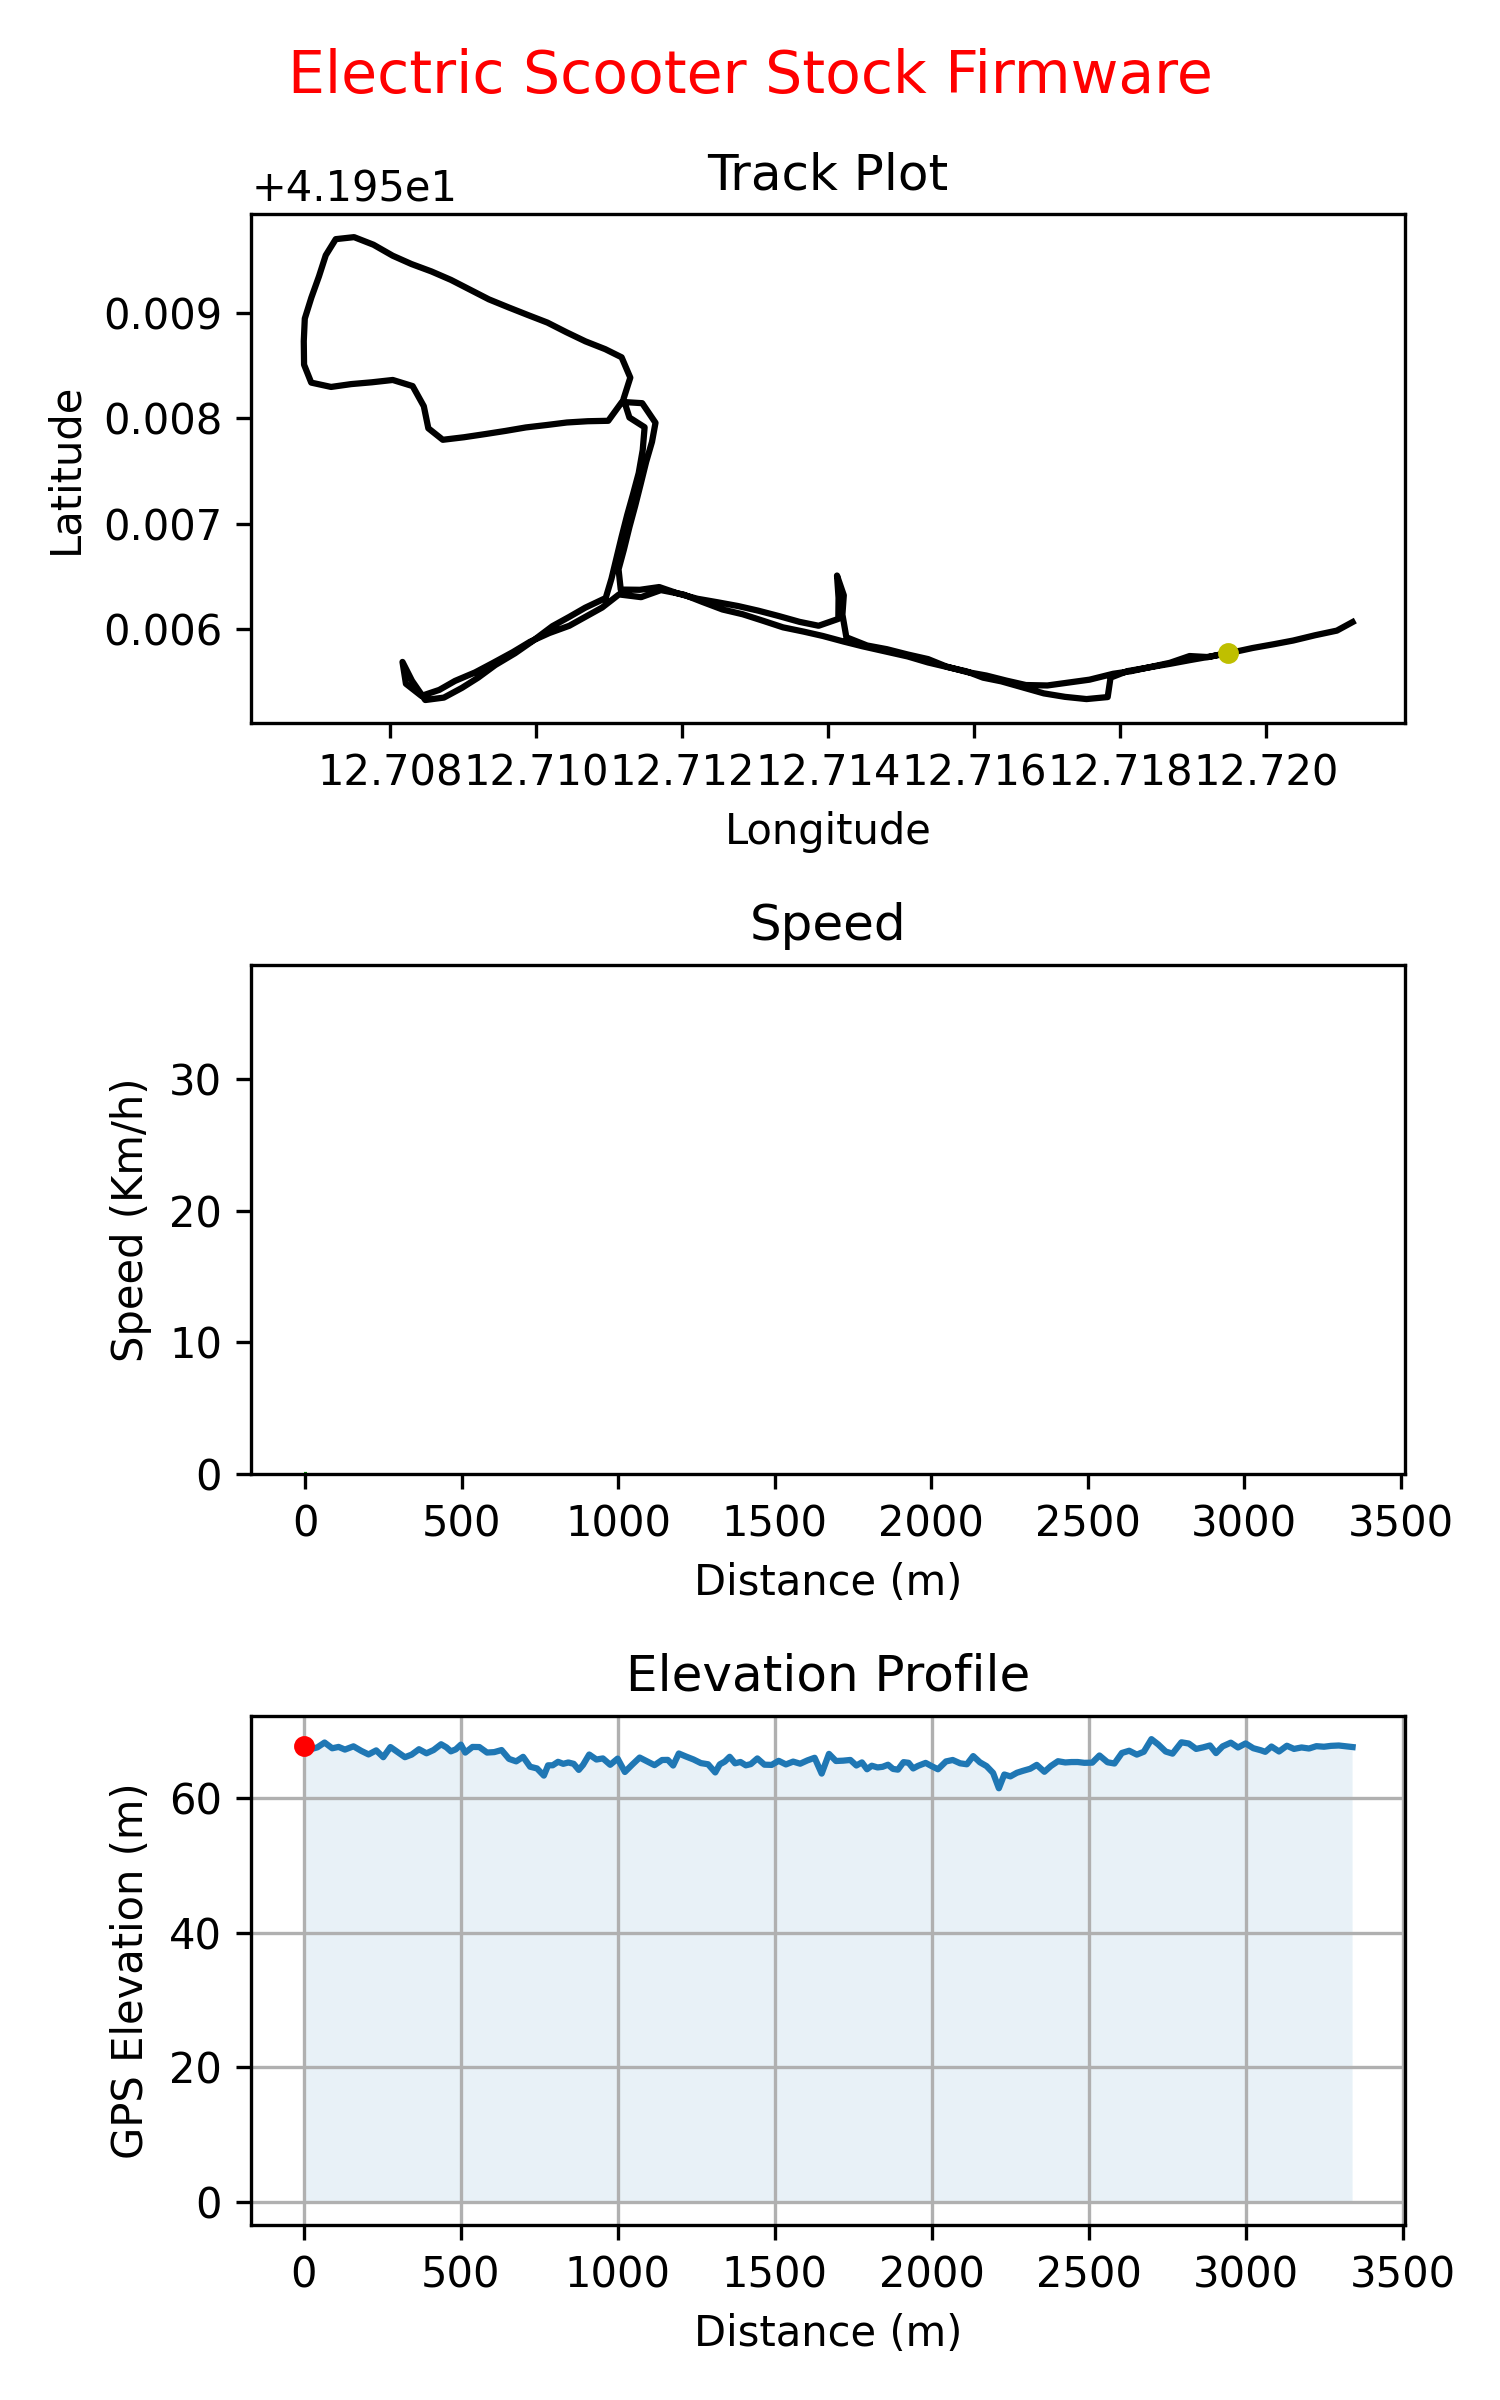 Electric Scooter Stock Firmware
Track Plot
+4.195e1
0.009
0.008
0.007
0.006
Latitude
12.708 12.710 12.712 12.714 12.716 12.718 12.720
Longitude
Speed
30
20
10
0
Speed (Km/h)
0 500 1000 1500 2000 2500 3000 3500
Distance (m)
Elevation Profile
60
40
20
0
GPS Elevation (m)
0 500 1000 1500 2000 2500 3000 3500
Distance (m)